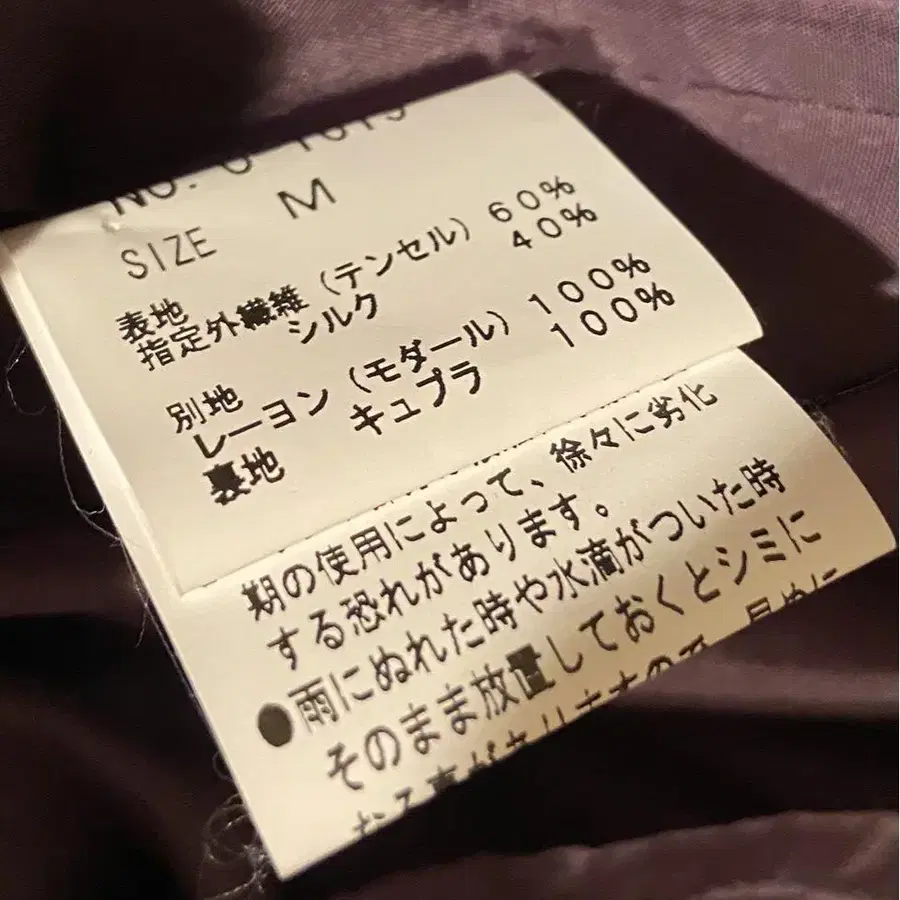 SIZE M
表地
指定外繊維（テンセル） 60%
シルク 40%
別地
レーヨン（モダール） 100%
裏地 キュプラ 100%
期の使用によって、徐々に劣化
する恐れがあります。
●雨にぬれた時や水滴がついた時
そのまま放置しておくとシミに